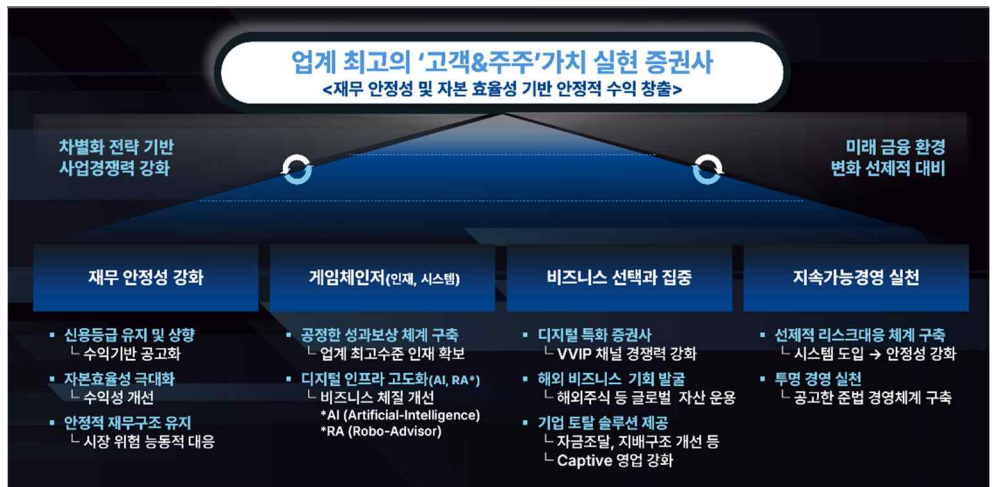 업계 최고의 ‘고객&주주’가치 실현 증권사
<재무 안정성 및 자본 효율성 기반 안정적 수익 창출>
차별화 전략 기반
사업경쟁력 강화
미래 금융 환경
변화 선제적 대비
재무 안정성 강화
▪ 신용등급 유지 및 상향
└ 수익기반 공고화
▪ 자본효율성 극대화
└ 수익성 개선
▪ 안정적 재무구조 유지
└ 시장 위험 능동적 대응
게임체인저(인재, 시스템)
▪ 공정한 성과보상 체계 구축
└ 업계 최고수준 인재 확보
▪ 디지털 인프라 고도화(AI, RA*)
└ 비즈니스 체질 개선
*AI (Artificial-Intelligence)
*RA (Robo-Advisor)
비즈니스 선택과 집중
▪ 디지털 특화 증권사
└ VVIP 채널 경쟁력 강화
▪ 해외 비즈니스 기회 발굴
└ 해외주식 등 글로벌 자산 운용
▪ 기업 토탈 솔루션 제공
└ 자금조달, 지배구조 개선 등
└ Captive 영업 강화
지속가능경영 실천
▪ 선제적 리스크대응 체계 구축
└ 시스템 도입 → 안정성 강화
▪ 투명 경영 실천
└ 공고한 준법 경영체계 구축